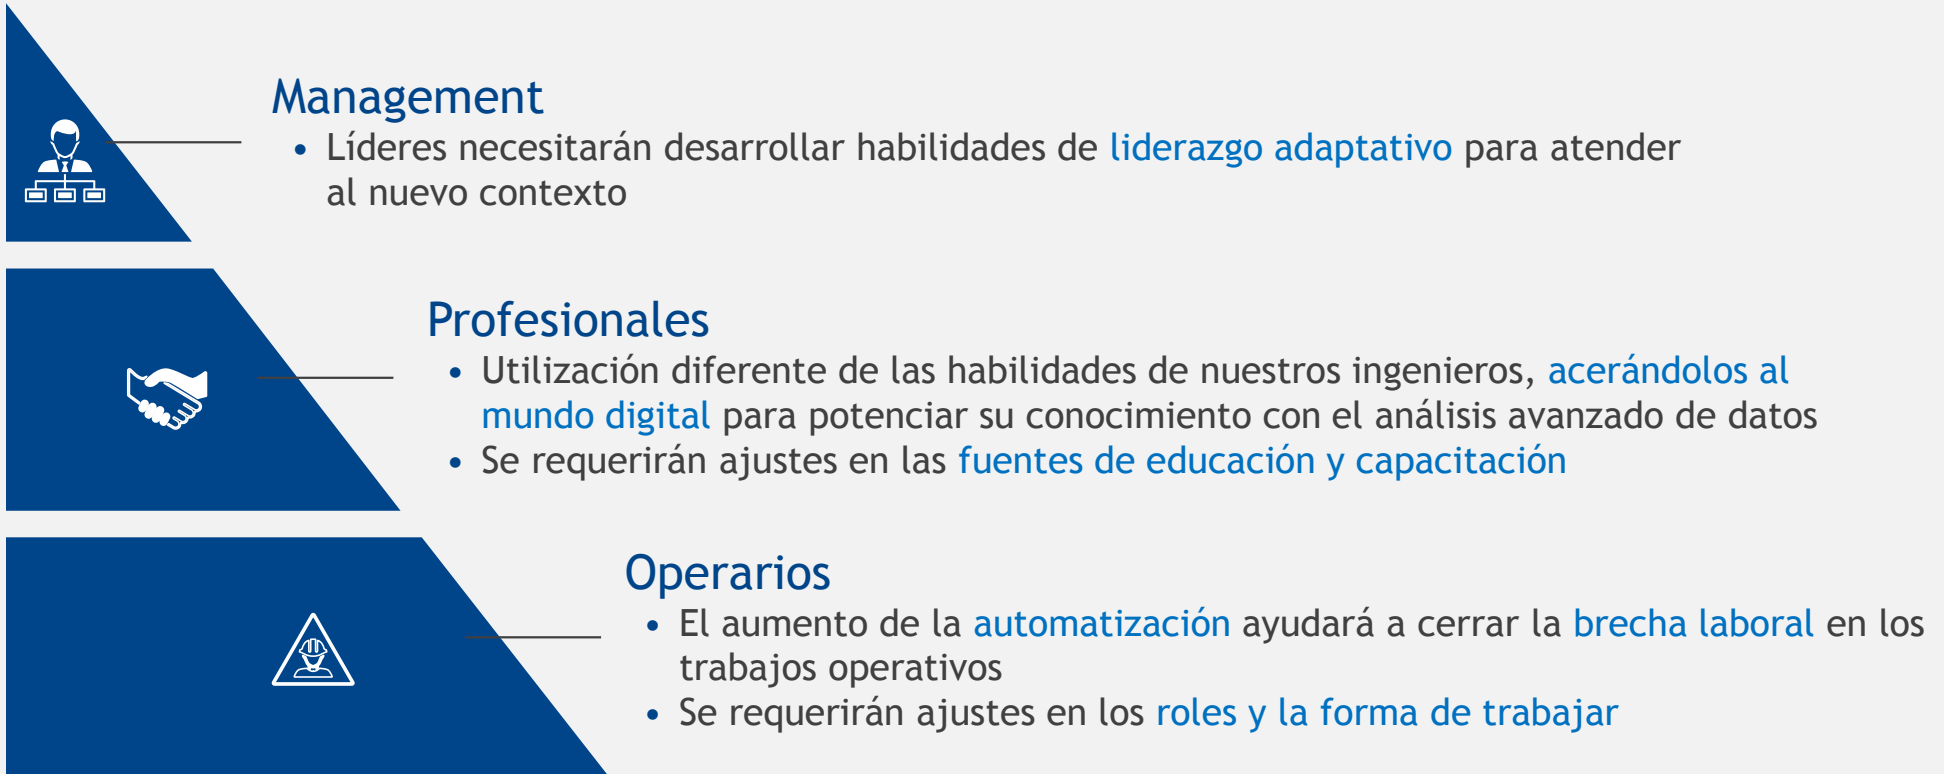 Management
• Líderes necesitarán desarrollar habilidades de liderazgo adaptativo para atender
al nuevo contexto
Profesionales
• Utilización diferente de las habilidades de nuestros ingenieros, acerándolos al
mundo digital para potenciar su conocimiento con el análisis avanzado de datos
• Se requerirán ajustes en las fuentes de educación y capacitación
Operarios
• El aumento de la automatización ayudará a cerrar la brecha laboral en los
trabajos operativos
• Se requerirán ajustes en los roles y la forma de trabajar